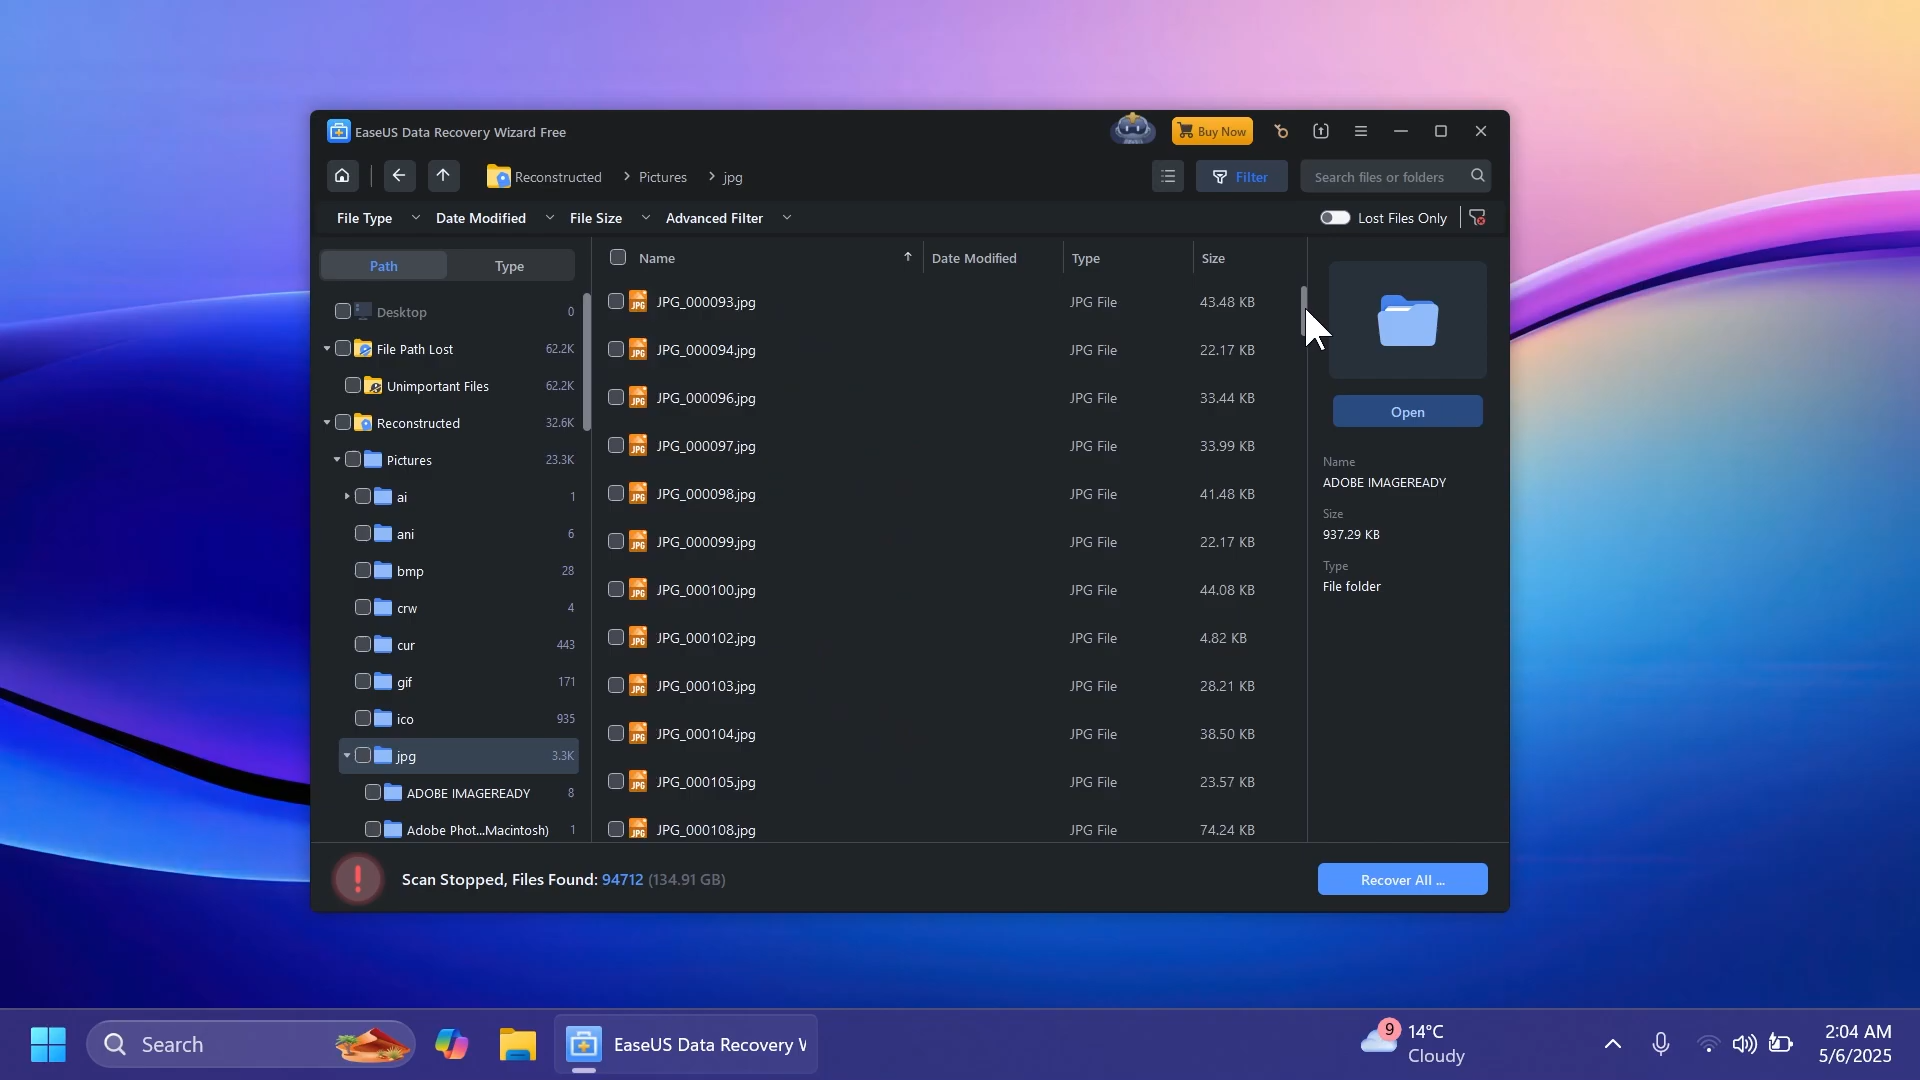 EaseUS Data Recovery Wizard Free
Buy Now
Reconstructed
Pictures
jpg
Filter
Search files or folders
File Type
Date Modified
File Size
Advanced Filter
Lost Files Only
Path
Type
Desktop 0
File Path Lost 62.2K
Unimportant Files 62.2K
Reconstructed 32.6K
Pictures 23.3K
ai 1
ani 6
bmp 28
crw 4
cur 443
gif 171
ico 935
jpg 3.3K
ADOBE IMAGEREADY 8
Adobe Phot...Macintosh) 1
Name Date Modified Type Size
JPG_000093.jpg JPG File 43.48 KB
JPG_000094.jpg JPG File 22.17 KB
JPG_000096.jpg JPG File 33.44 KB
JPG_000097.jpg JPG File 33.99 KB
JPG_000098.jpg JPG File 41.48 KB
JPG_000099.jpg JPG File 22.17 KB
JPG_000100.jpg JPG File 44.08 KB
JPG_000102.jpg JPG File 4.82 KB
JPG_000103.jpg JPG File 28.21 KB
JPG_000104.jpg JPG File 38.50 KB
JPG_000105.jpg JPG File 23.57 KB
JPG_000108.jpg JPG File 74.24 KB
Open
Name
ADOBE IMAGEREADY
Size
937.29 KB
Type
File folder
Scan Stopped, Files Found: 94712 (134.91 GB)
Recover All ...
Search
EaseUS Data Recovery
9
14°C
Cloudy
2:04 AM
5/6/2025